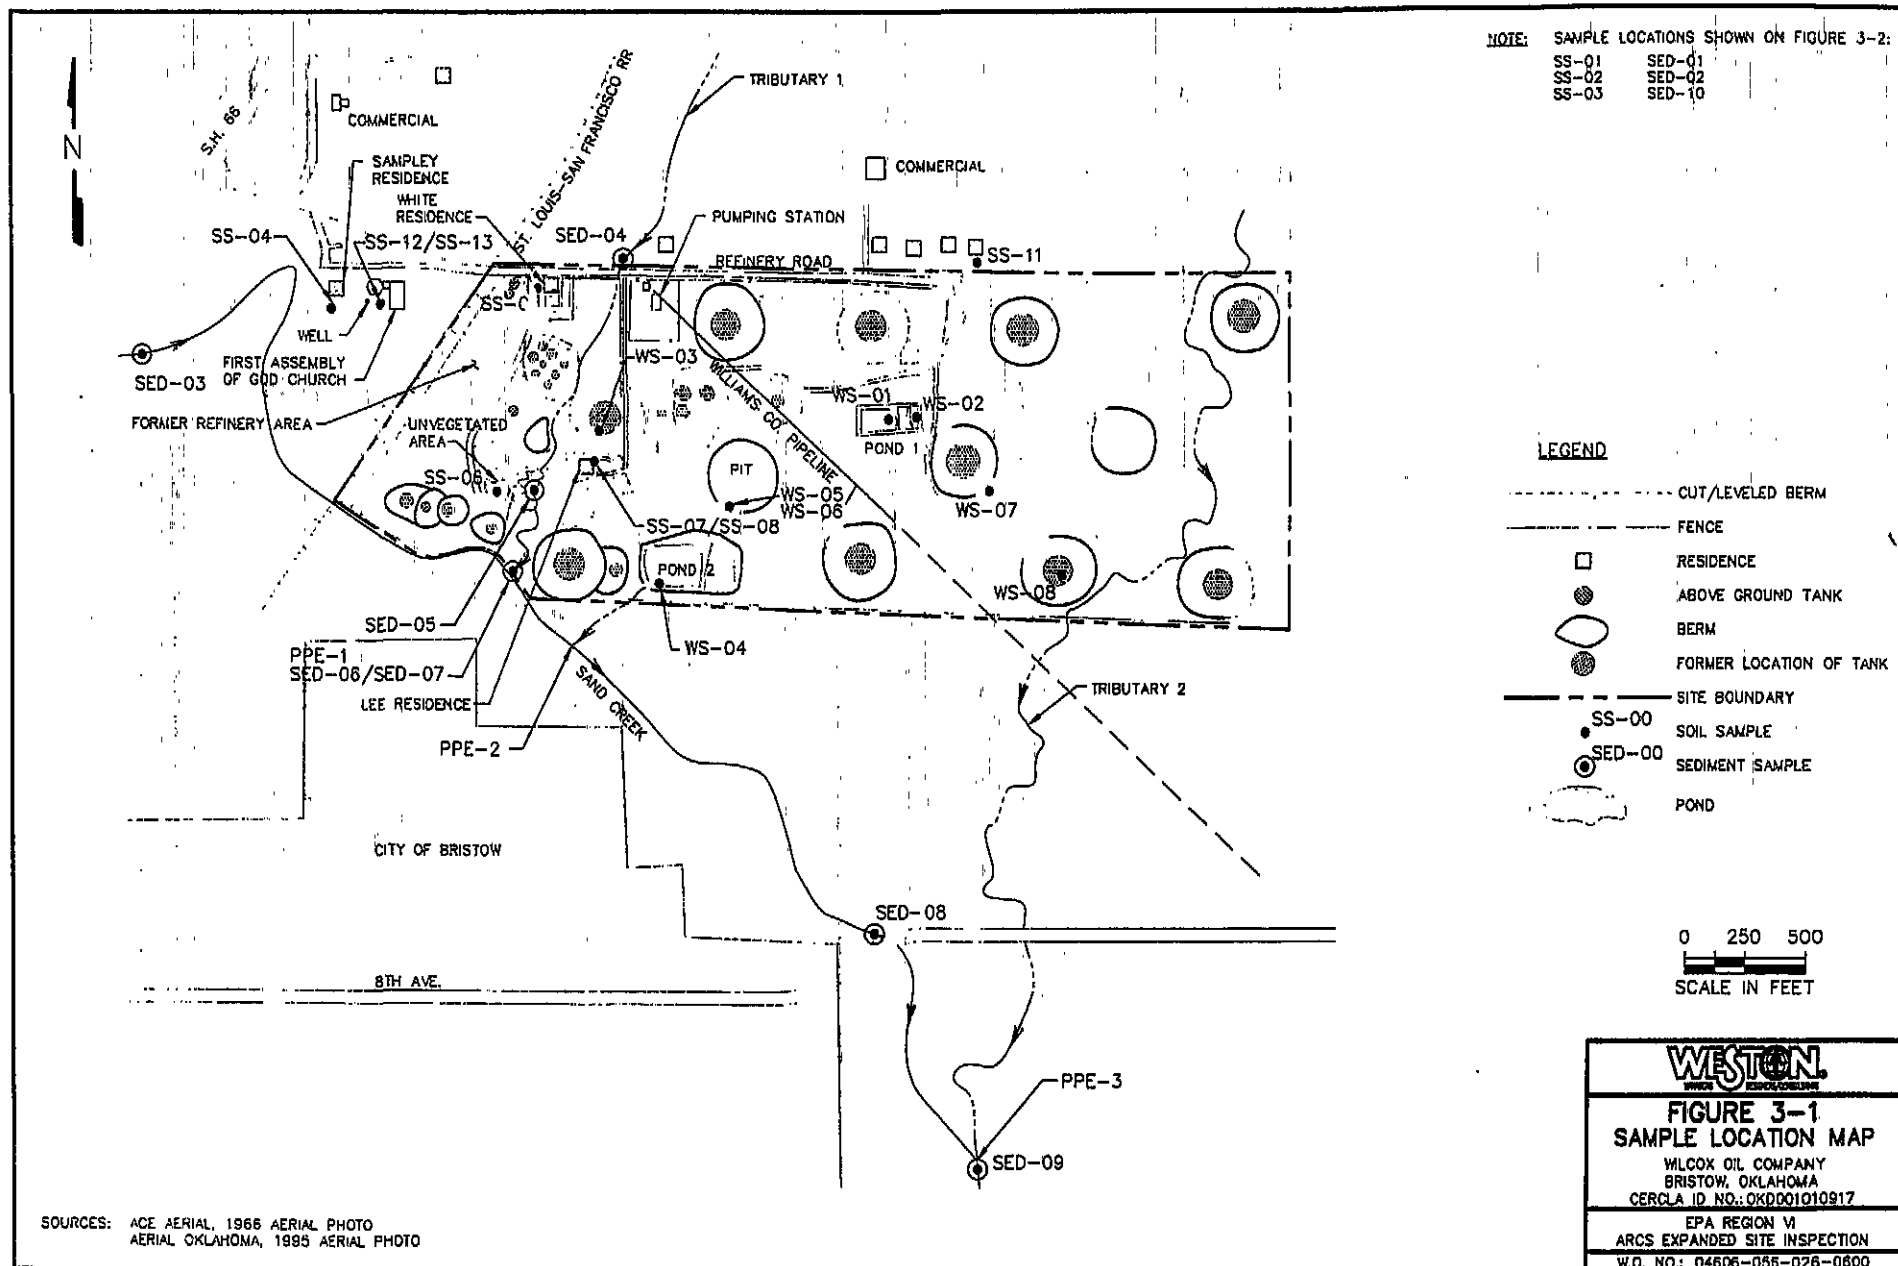 NOTE: SAMPLE LOCATIONS SHOWN ON FIGURE 3-2:
SS-01 SED-01
SS-02 SED-02
SS-03 SED-10
N
S.H. 66
COMMERCIAL
SAMPLEY
RESIDENCE
WHITE
RESIDENCE
ST. LOUIS-SAN FRANCISCO RR
TRIBUTARY 1
COMMERCIAL
PUMPING STATION
SS-04
SS-12/SS-13
SED-04
REFINERY ROAD
SS-11
WELL
SED-03
FIRST ASSEMBLY
OF GOD CHURCH
WS-03
WILLIAMS CO. PIPELINE
WS-01
WS-02
POND 1
FORMER REFINERY AREA
UNVEGETATED
AREA
PIT
WS-05
WS-06
WS-07
SS-07/SS-08
POND 2
WS-08
SED-05
WS-04
PPE-1
SED-06/SED-07
LEE RESIDENCE
SAND CREEK
PPE-2
TRIBUTARY 2
CITY OF BRISTOW
SED-08
8TH AVE.
PPE-3
SED-09
LEGEND
CUT/LEVELED BERM
FENCE
RESIDENCE
ABOVE GROUND TANK
BERM
FORMER LOCATION OF TANK
SITE BOUNDARY
SS-00
SOIL SAMPLE
SED-00
SEDIMENT SAMPLE
POND
0 250 500
SCALE IN FEET
WESTON
FIGURE 3-1
SAMPLE LOCATION MAP
WILCOX OIL COMPANY
BRISTOW, OKLAHOMA
CERCLA ID NO.: OKD001010917
EPA REGION VI
ARCS EXPANDED SITE INSPECTION
W.O. NO.: 04606-055-026-0600
SOURCES: ACE AERIAL, 1966 AERIAL PHOTO
AERIAL OKLAHOMA, 1995 AERIAL PHOTO